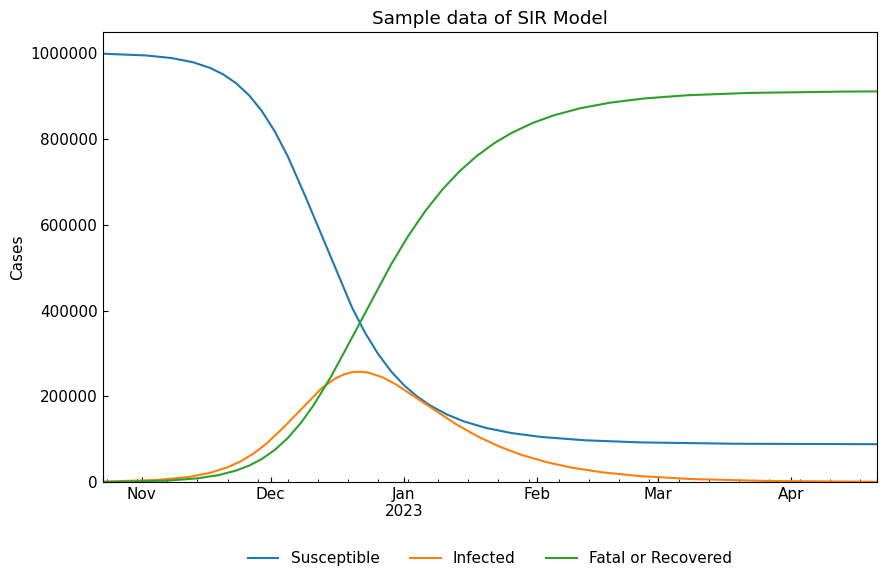 Sample data of SIR Model
1000000
800000
600000
400000
200000
0
Cases
Nov Dec Jan Feb Mar Apr
2023
Susceptible Infected Fatal or Recovered